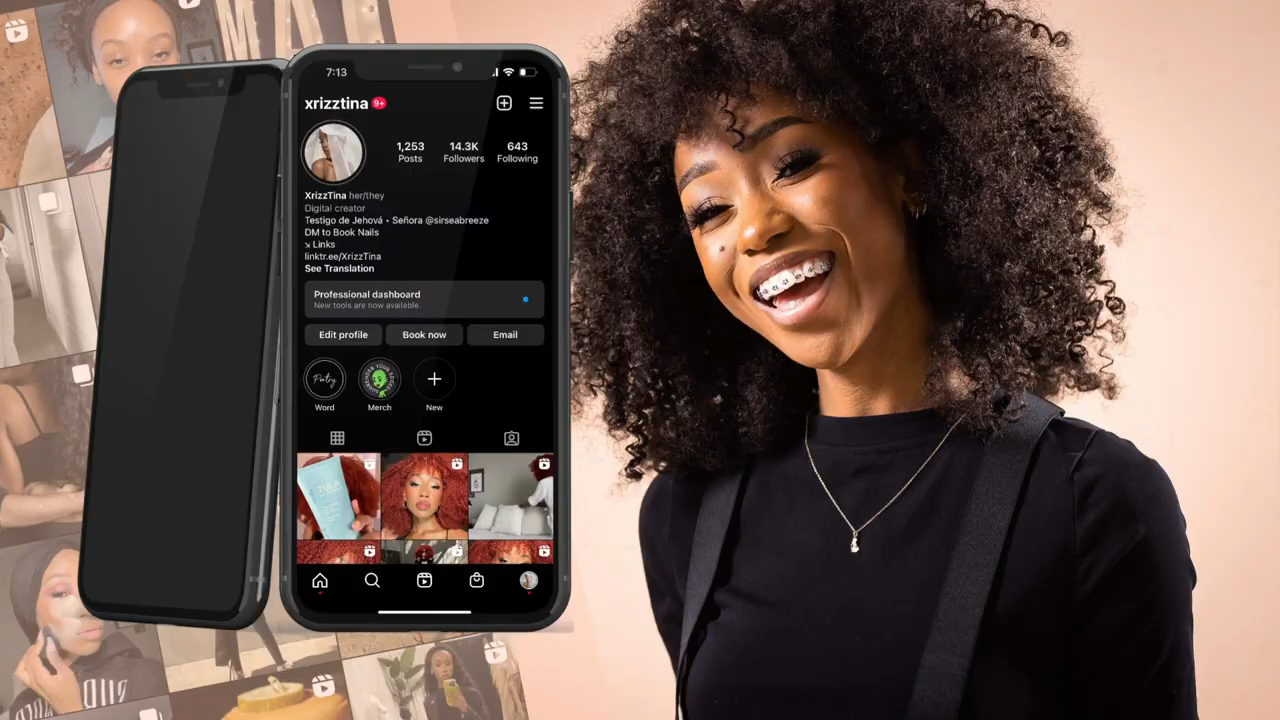 MA
7:13
xrizztina 9+
1,253 14.3K 643
Posts Followers Following
XrizzTina her/they
Digital creator
Testigo de Jehová • Señora @sirseabreeze
DM to Book Nails
⇲ Links
linktr.ee/XrizzTina
See Translation
Professional dashboard
New tools are now available.
Edit profile Book now Email
Poetry
Word Merch New
TULA